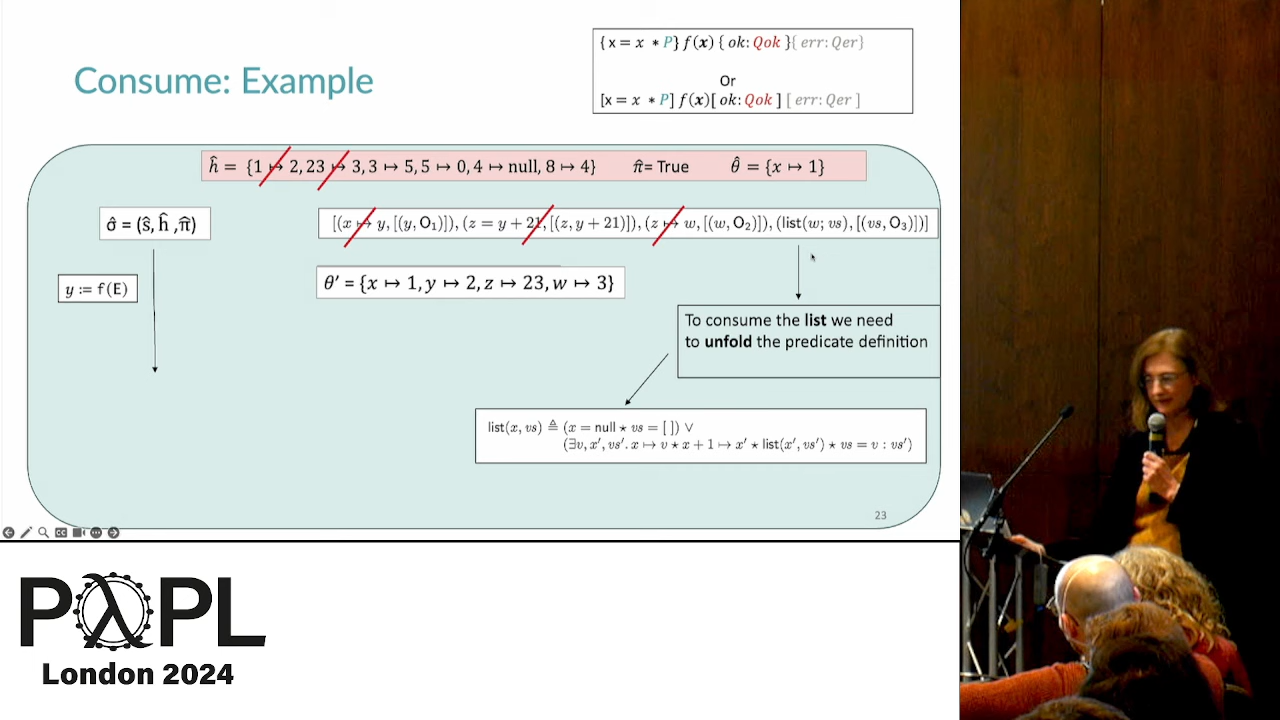 Consume: Example
{ x = x ∗ P} f(x) { ok: Qok }{ err: Qer}
Or
[x = x ∗ P] f(x)[ ok: Qok ] [ err: Qer ]
ĥ = {1 ↦ 2, 23 ↦ 3, 3 ↦ 5, 5 ↦ 0, 4 ↦ null, 8 ↦ 4} π̂= True θ̂ = {x ↦ 1}
σ̂ = (ŝ, ĥ ,π̂)
[(x ↦ y, [(y, O₁)]), (z = y + 21, [(z, y + 21)]), (z ↦ w, [(w, O₂)]), (list(w; vs), [(vs, O₃)])]
y := f(E)
θ’ = {x ↦ 1, y ↦ 2, z ↦ 23, w ↦ 3}
To consume the list we need
to unfold the predicate definition
list(x, vs) ≜ (x = null ⋆ vs = [ ]) ∨
(∃v, x′, vs′. x ↦ v ⋆ x + 1 ↦ x′ ⋆ list(x′, vs′) ⋆ vs = v : vs′)
23
PλPL
London 2024